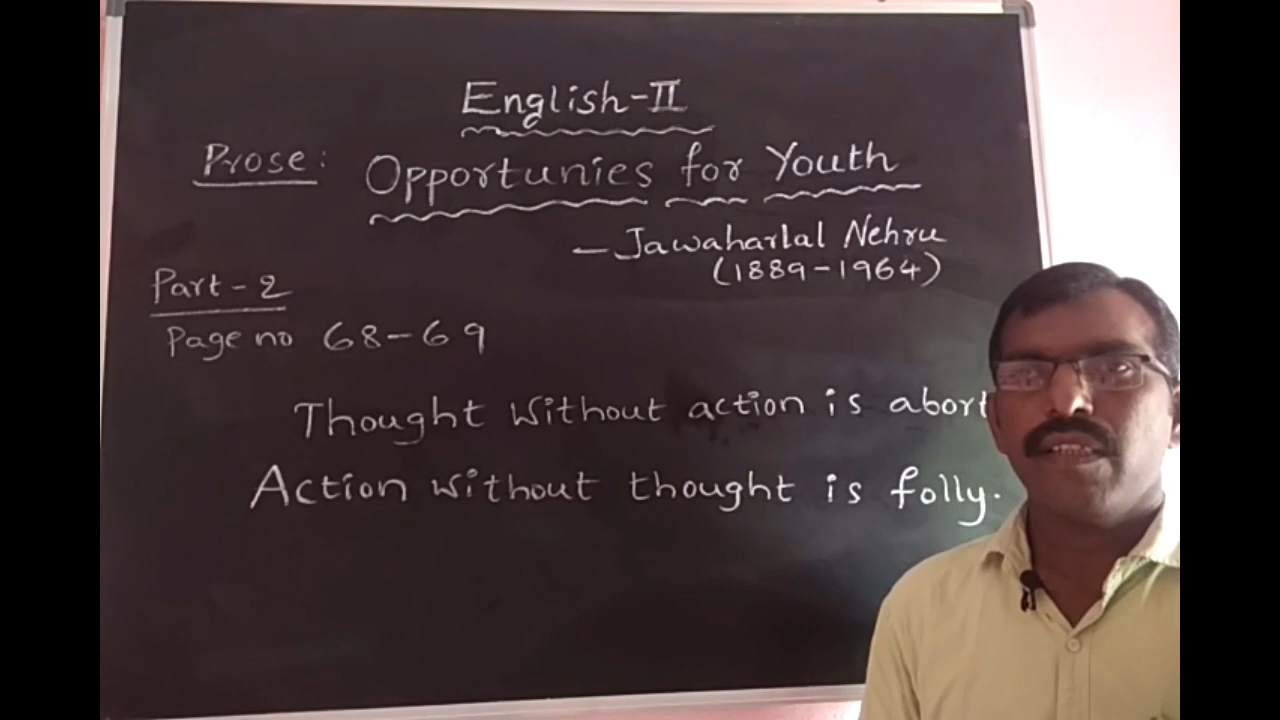 English-II
Prose: Opportunies for Youth
- Jawaharlal Nehru
(1889-1964)
Part-2
Page no 68-69
Thought without action is abort
Action without thought is folly.